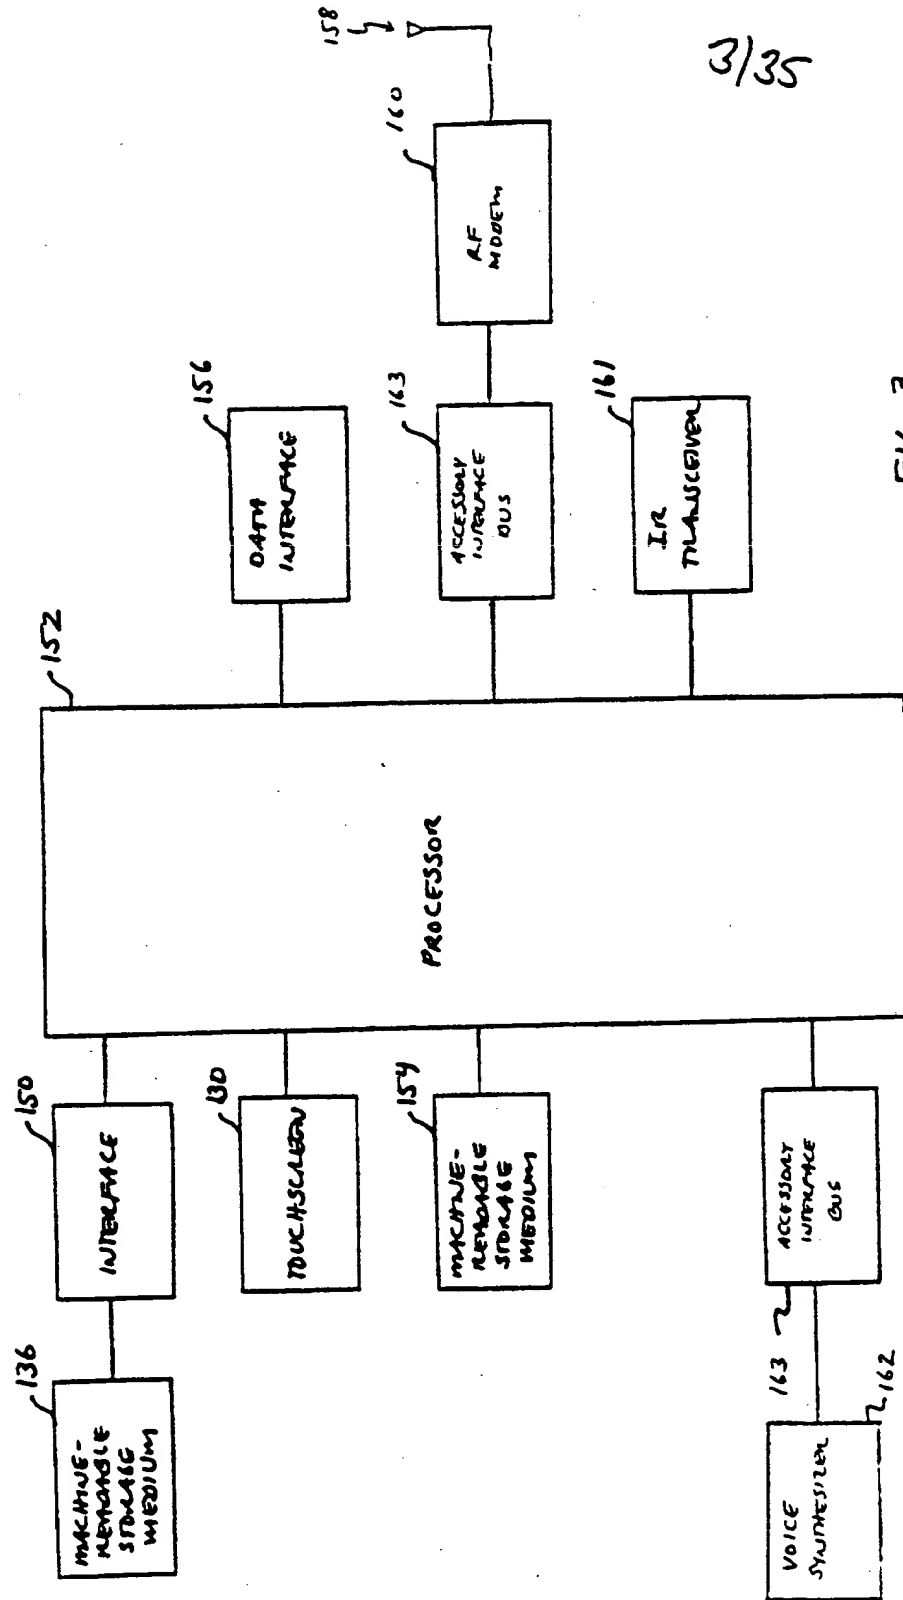 3/35
158
160
RF
MODEM
156
DATA
INTERFACE
163
ACCESSORY
INTERFACE
BUS
161
IR
TRANSCEIVER
152
PROCESSOR
150
INTERFACE
130
TOUCHSCREEN
154
MACHINE-
READABLE
STORAGE
MEDIUM
136
MACHINE-
READABLE
STORAGE
MEDIUM
ACCESSORY
INTERFACE
BUS
163
162
VOICE
SYNTHESIZER